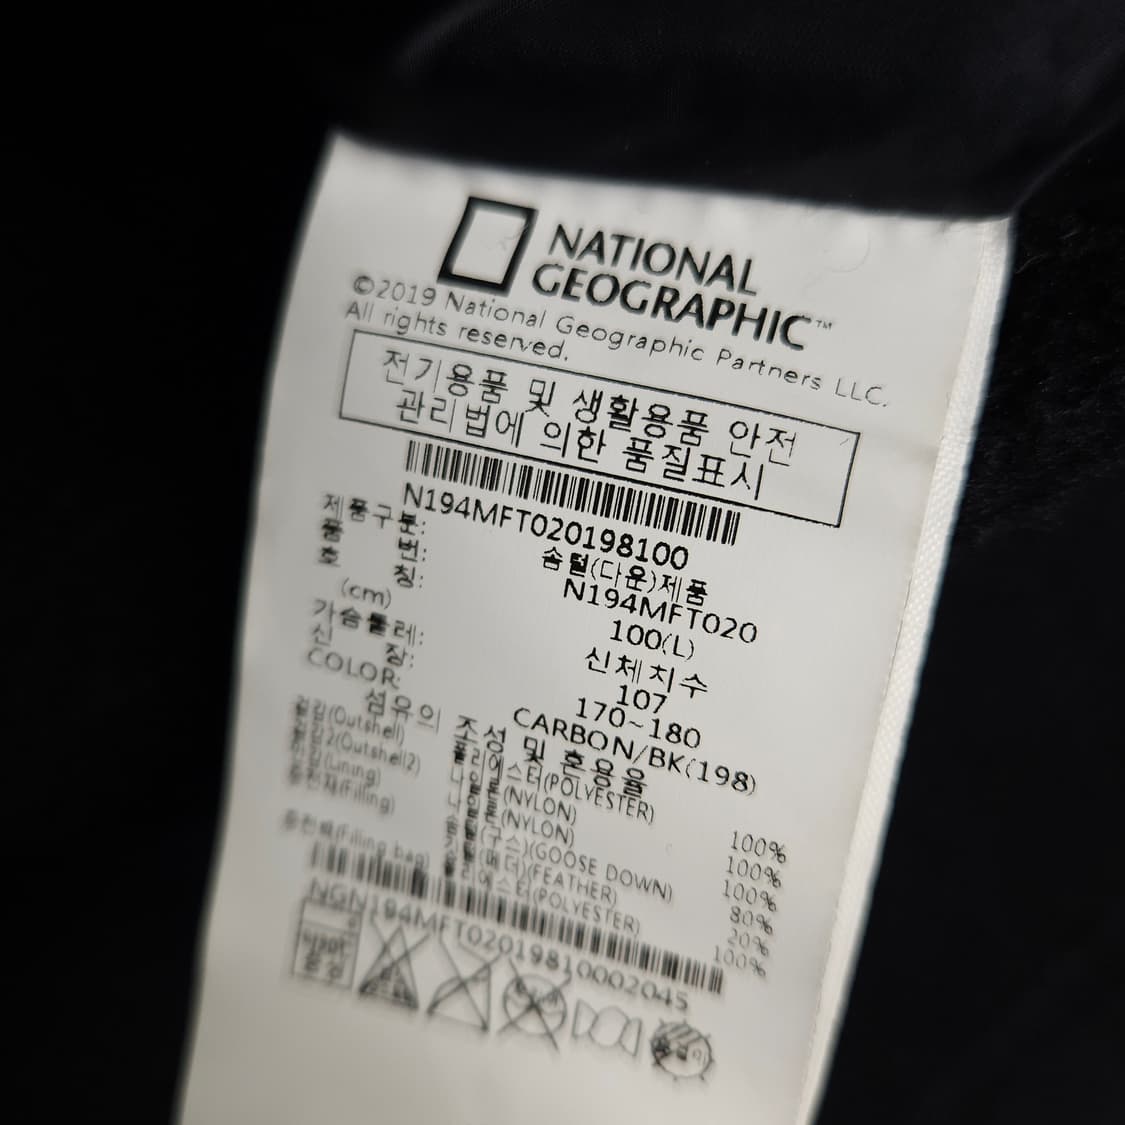 NATIONAL
GEOGRAPHIC™
©2019 National Geographic Partners LLC.
All rights reserved.
전기용품 및 생활용품 안전
관리법에 의한 품질표시
N194MFT020198100
제품구분: 솜털(다운)제품
품 번: N194MFT020
호 칭: 100(L)
(cm) 신체치수
가슴둘레: 107
신 장: 170~180
COLOR: CARBON/BK(198)
섬유의 조성 및 혼용율
겉감(Outshell) 폴리에스터(POLYESTER) 100%
겉감2(Outshell2) 나일론(NYLON) 100%
안감(Lining) 나일론(NYLON) 100%
충전재(Filling) 솜털(구스)(GOOSE DOWN) 80%
깃털(페더)(FEATHER) 20%
충전백(Filling bag) 폴리에스터(POLYESTER) 100%
NGN194MFT02019810002045